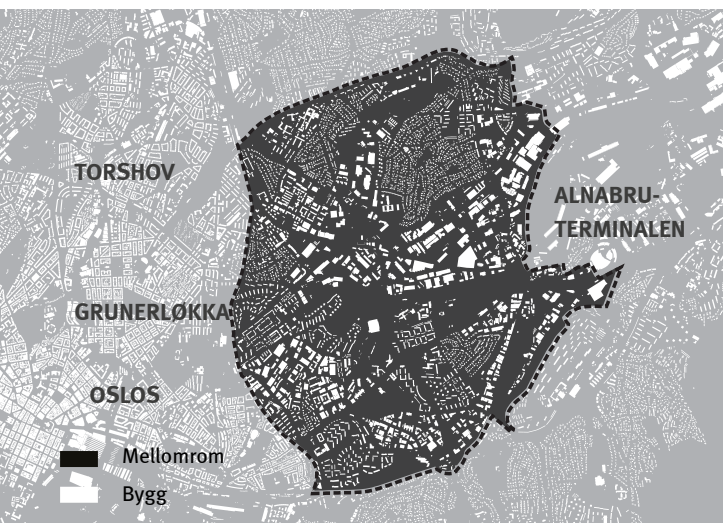 TORSHOV
ALNABRU-
TERMINALEN
GRUNERLØKKA
OSLOS
Mellomrom
Bygg